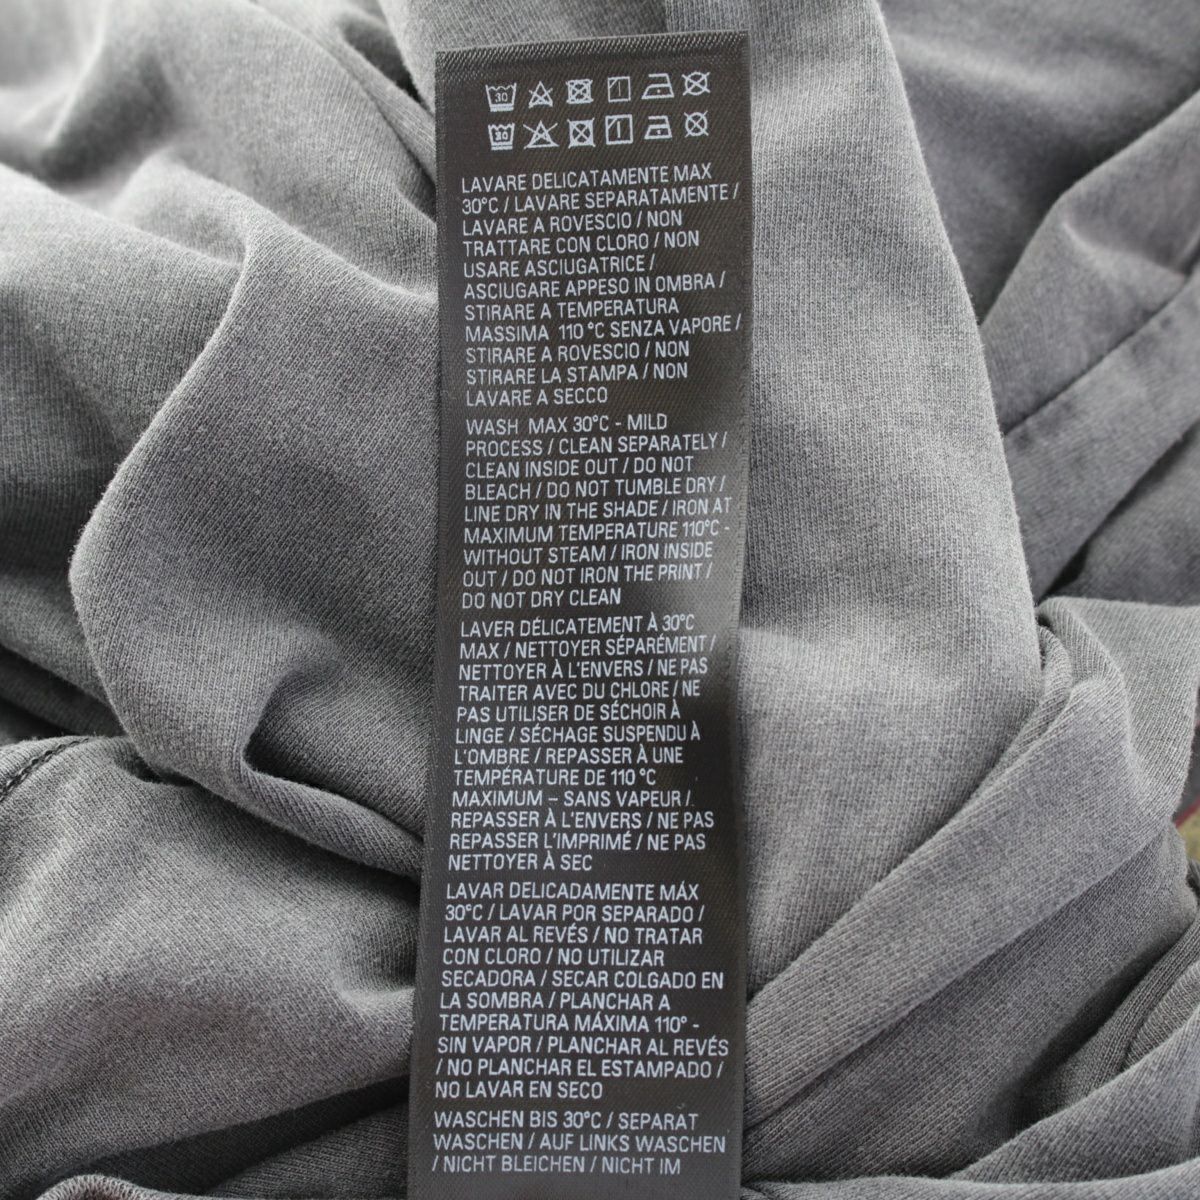 30
30
LAVARE DELICATAMENTE MAX
30°C / LAVARE SEPARATAMENTE /
LAVARE A ROVESCIO / NON
TRATTARE CON CLORO / NON
USARE ASCIUGATRICE /
ASCIUGARE APPESO IN OMBRA /
STIRARE A TEMPERATURA
MASSIMA 110 °C SENZA VAPORE /
STIRARE A ROVESCIO / NON
STIRARE LA STAMPA / NON
LAVARE A SECCO
WASH MAX 30°C - MILD
PROCESS / CLEAN SEPARATELY /
CLEAN INSIDE OUT / DO NOT
BLEACH / DO NOT TUMBLE DRY /
LINE DRY IN THE SHADE / IRON AT
MAXIMUM TEMPERATURE 110°C -
WITHOUT STEAM / IRON INSIDE
OUT / DO NOT IRON THE PRINT /
DO NOT DRY CLEAN
LAVER DÉLICATEMENT À 30°C
MAX / NETTOYER SÉPARÉMENT /
NETTOYER À L'ENVERS / NE PAS
TRAITER AVEC DU CHLORE / NE
PAS UTILISER DE SÉCHOIR À
LINGE / SÉCHAGE SUSPENDU À
L'OMBRE / REPASSER À UNE
TEMPÉRATURE DE 110 °C
MAXIMUM – SANS VAPEUR /
REPASSER À L'ENVERS / NE PAS
REPASSER L'IMPRIMÉ / NE PAS
NETTOYER À SEC
LAVAR DELICADAMENTE MÁX
30°C / LAVAR POR SEPARADO /
LAVAR AL REVÉS / NO TRATAR
CON CLORO / NO UTILIZAR
SECADORA / SECAR COLGADO EN
LA SOMBRA / PLANCHAR A
TEMPERATURA MÁXIMA 110° -
SIN VAPOR / PLANCHAR AL REVÉS
/ NO PLANCHAR EL ESTAMPADO /
NO LAVAR EN SECO
WASCHEN BIS 30°C / SEPARAT
WASCHEN / AUF LINKS WASCHEN
/ NICHT BLEICHEN / NICHT IM